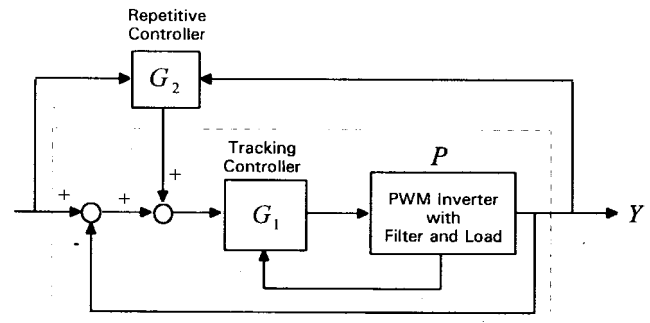 Repetitive
Controller
G2
+
Tracking
Controller
P
+
+
G1
PWM Inverter
with
Filter and Load
Y
-